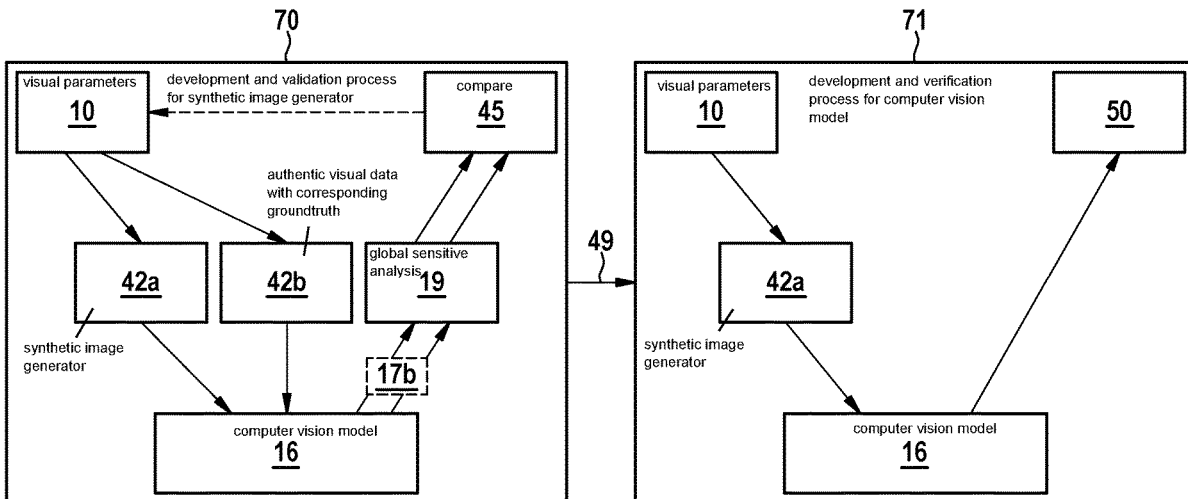 70
visual parameters
10
development and validation process
for synthetic image generator
compare
45
authentic visual data
with corresponding
groundtruth
42a
42b
global sensitive
analysis
19
synthetic image
generator
17b
computer vision model
16
49
71
visual parameters
10
development and verification
process for computer vision
model
50
42a
synthetic image
generator
computer vision model
16